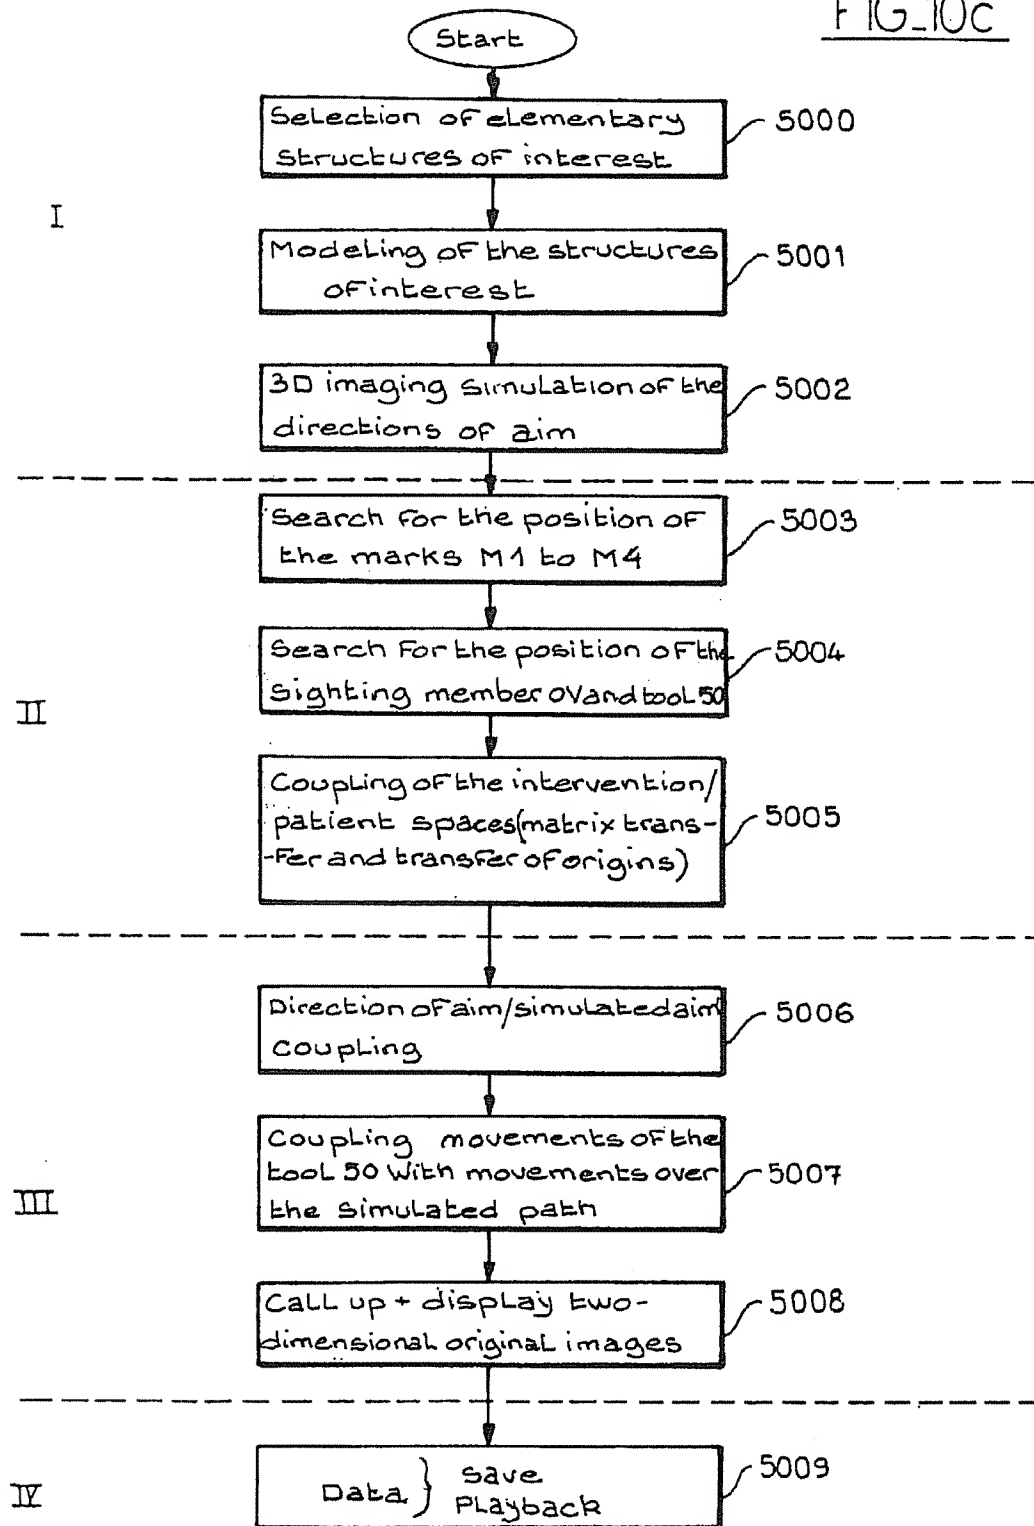 FIG_10c
Start
Selection of elementary
structures of interest
5000
I
Modeling of the structures
of interest
5001
3D imaging simulation of the
directions of aim
5002
Search for the position of
the marks M1 to M4
5003
Search for the position of the
sighting member OV and tool 50
5004
II
Coupling of the intervention/
patient spaces (matrix trans-
-fer and transfer of origins)
5005
Direction of aim/simulated aim
coupling
5006
Coupling movements of the
tool 50 with movements over
the simulated path
5007
III
Call up + display two-
dimensional original images
5008
Data } Save
Playback
5009
IV